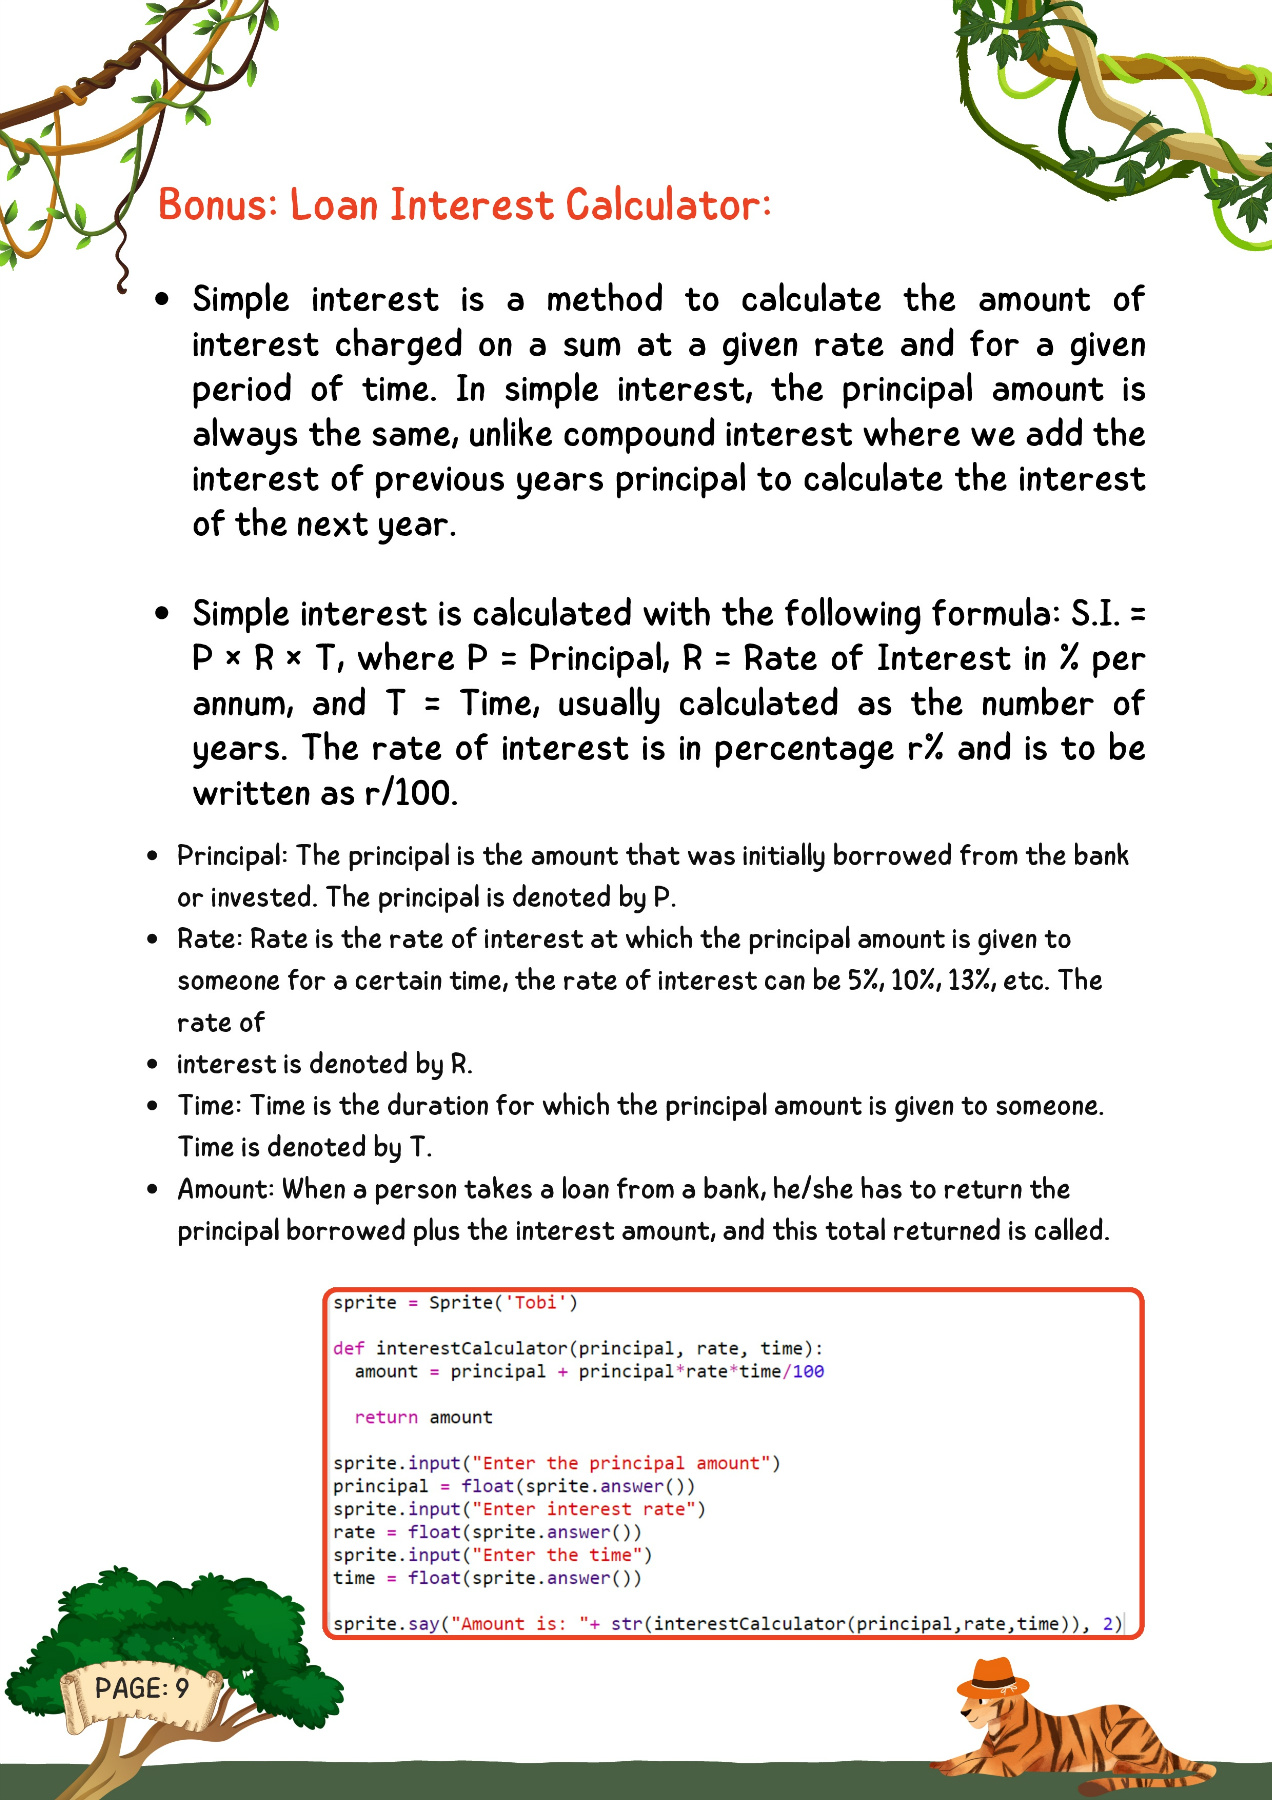 Bonus: Loan Interest Calculator:
• Simple interest is a method to calculate the amount of
interest charged on a sum at a given rate and for a given
period of time. In simple interest, the principal amount is
always the same, unlike compound interest where we add the
interest of previous years principal to calculate the interest
of the next year.
• Simple interest is calculated with the following formula: S.I. =
P × R × T, where P = Principal, R = Rate of Interest in % per
annum, and T = Time, usually calculated as the number of
years. The rate of interest is in percentage r% and is to be
written as r/100.
• Principal: The principal is the amount that was initially borrowed from the bank
or invested. The principal is denoted by P.
• Rate: Rate is the rate of interest at which the principal amount is given to
someone for a certain time, the rate of interest can be 5%, 10%, 13%, etc. The
rate of
• interest is denoted by R.
• Time: Time is the duration for which the principal amount is given to someone.
Time is denoted by T.
• Amount: When a person takes a loan from a bank, he/she has to return the
principal borrowed plus the interest amount, and this total returned is called.
sprite = Sprite('Tobi')
def interestCalculator(principal, rate, time):
  amount = principal + principal*rate*time/100
  return amount
sprite.input("Enter the principal amount")
principal = float(sprite.answer())
sprite.input("Enter interest rate")
rate = float(sprite.answer())
sprite.input("Enter the time")
time = float(sprite.answer())
sprite.say("Amount is: "+ str(interestCalculator(principal,rate,time)), 2)
PAGE: 9